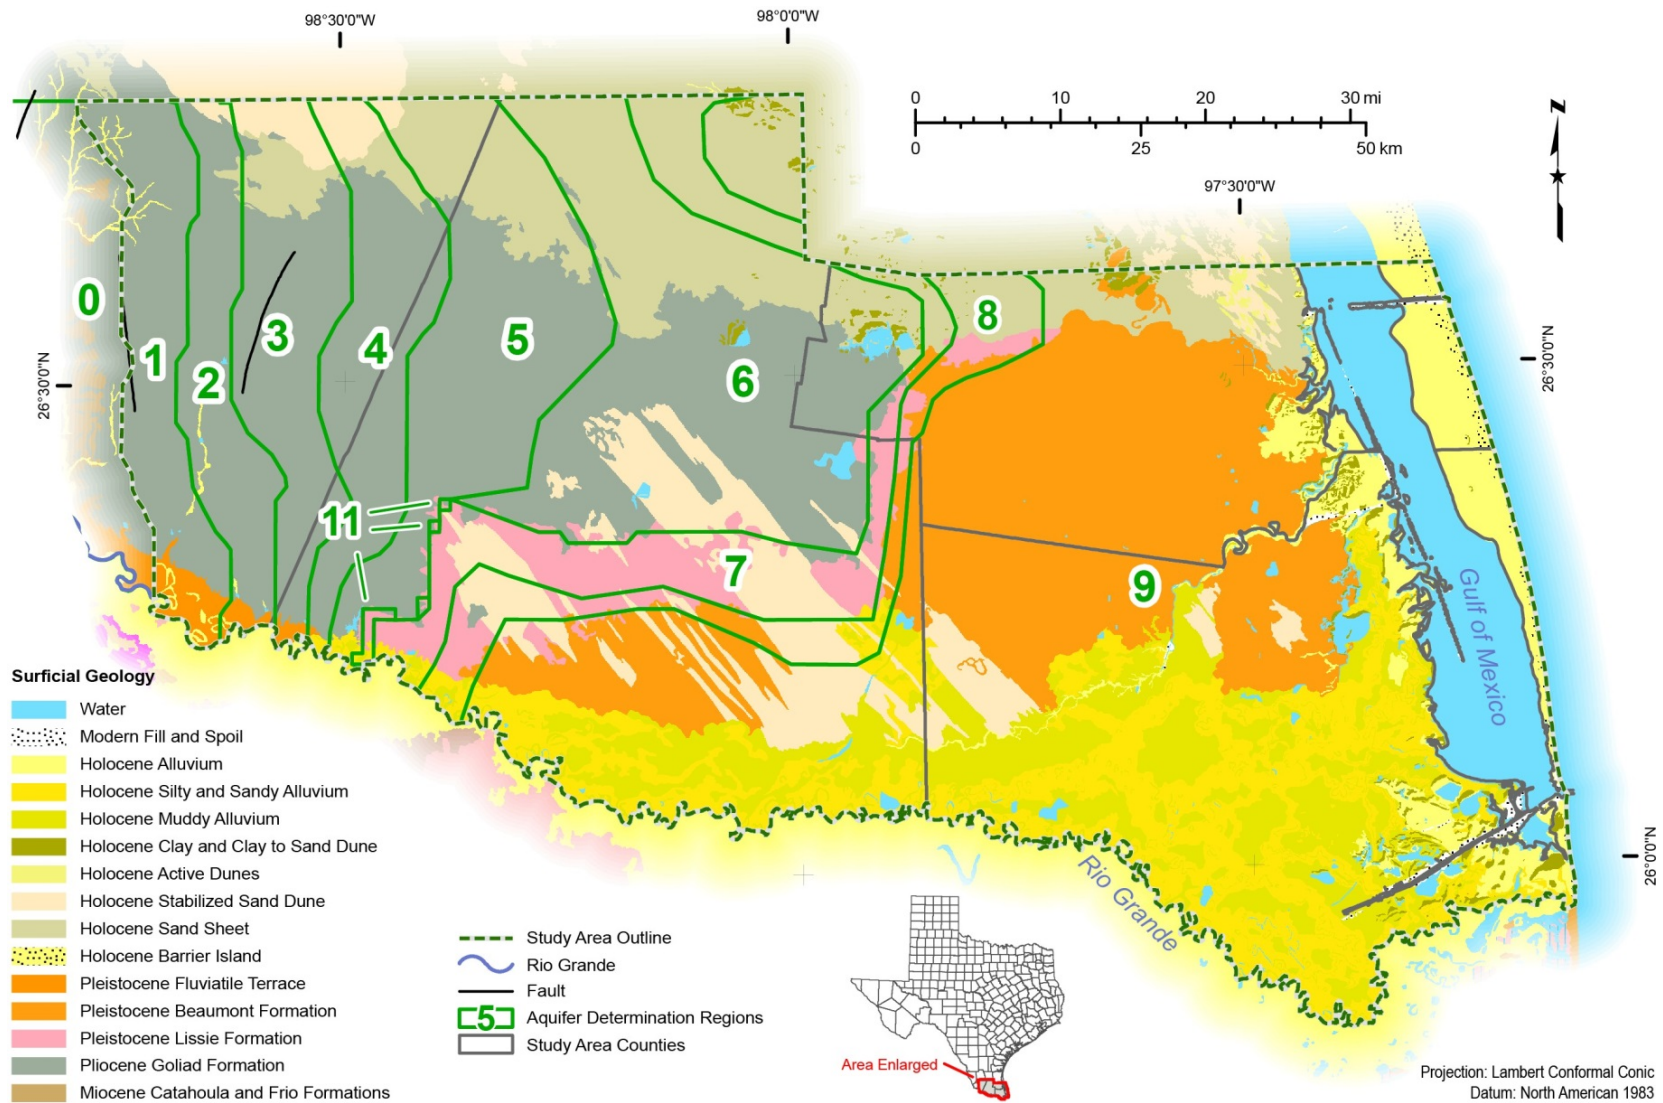 98°30'0"W
98°0'0"W
0 10 20 30 mi
0 25 50 km
N
97°30'0"W
26°30'0"N
26°30'0"N
26°0'0"N
0
1
2
3
4
5
6
7
8
9
11
Gulf of Mexico
Rio Grande
Surficial Geology
Water
Modern Fill and Spoil
Holocene Alluvium
Holocene Silty and Sandy Alluvium
Holocene Muddy Alluvium
Holocene Clay and Clay to Sand Dune
Holocene Active Dunes
Holocene Stabilized Sand Dune
Holocene Sand Sheet
Holocene Barrier Island
Pleistocene Fluviatile Terrace
Pleistocene Beaumont Formation
Pleistocene Lissie Formation
Pliocene Goliad Formation
Miocene Catahoula and Frio Formations
Study Area Outline
Rio Grande
Fault
5 Aquifer Determination Regions
Study Area Counties
Area Enlarged
Projection: Lambert Conformal Conic
Datum: North American 1983